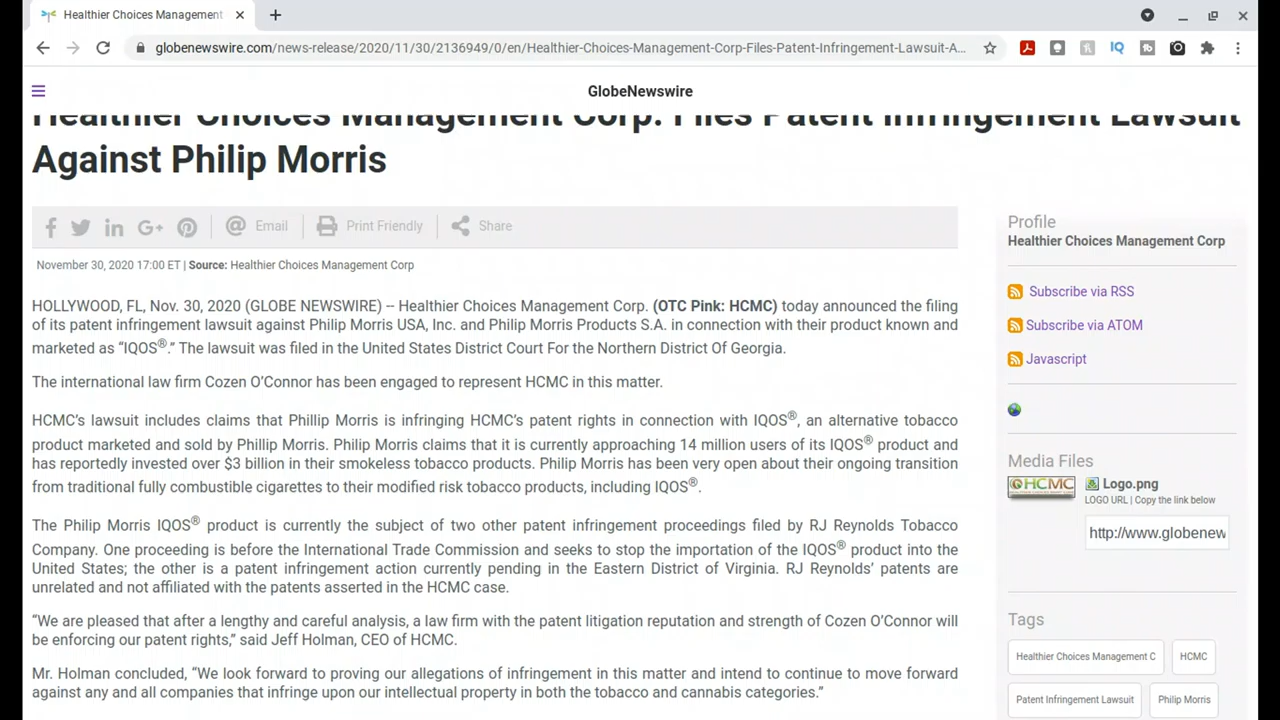 Healthier Choices Management
globenewswire.com/news-release/2020/11/30/2136949/0/en/Healthier-Choices-Management-Corp-Files-Patent-Infringement-Lawsuit-A...
IQ
GlobeNewswire
Healthier Choices Management Corp. Files Patent Infringement Lawsuit
Against Philip Morris
Email
Print Friendly
Share
November 30, 2020 17:00 ET | Source: Healthier Choices Management Corp
HOLLYWOOD, FL, Nov. 30, 2020 (GLOBE NEWSWIRE) -- Healthier Choices Management Corp. (OTC Pink: HCMC) today announced the filing
of its patent infringement lawsuit against Philip Morris USA, Inc. and Philip Morris Products S.A. in connection with their product known and
marketed as “IQOS®.” The lawsuit was filed in the United States District Court For the Northern District Of Georgia.
The international law firm Cozen O’Connor has been engaged to represent HCMC in this matter.
HCMC’s lawsuit includes claims that Phillip Morris is infringing HCMC’s patent rights in connection with IQOS®, an alternative tobacco
product marketed and sold by Phillip Morris. Philip Morris claims that it is currently approaching 14 million users of its IQOS® product and
has reportedly invested over $3 billion in their smokeless tobacco products. Philip Morris has been very open about their ongoing transition
from traditional fully combustible cigarettes to their modified risk tobacco products, including IQOS®.
The Philip Morris IQOS® product is currently the subject of two other patent infringement proceedings filed by RJ Reynolds Tobacco
Company. One proceeding is before the International Trade Commission and seeks to stop the importation of the IQOS® product into the
United States; the other is a patent infringement action currently pending in the Eastern District of Virginia. RJ Reynolds’ patents are
unrelated and not affiliated with the patents asserted in the HCMC case.
“We are pleased that after a lengthy and careful analysis, a law firm with the patent litigation reputation and strength of Cozen O’Connor will
be enforcing our patent rights,” said Jeff Holman, CEO of HCMC.
Mr. Holman concluded, “We look forward to proving our allegations of infringement in this matter and intend to continue to move forward
against any and all companies that infringe upon our intellectual property in both the tobacco and cannabis categories.”
Profile
Healthier Choices Management Corp
Subscribe via RSS
Subscribe via ATOM
Javascript
Media Files
HCMC
Logo.png
LOGO URL | Copy the link below
http://www.globenew
Tags
Healthier Choices Management C
HCMC
Patent Infringement Lawsuit
Philip Morris